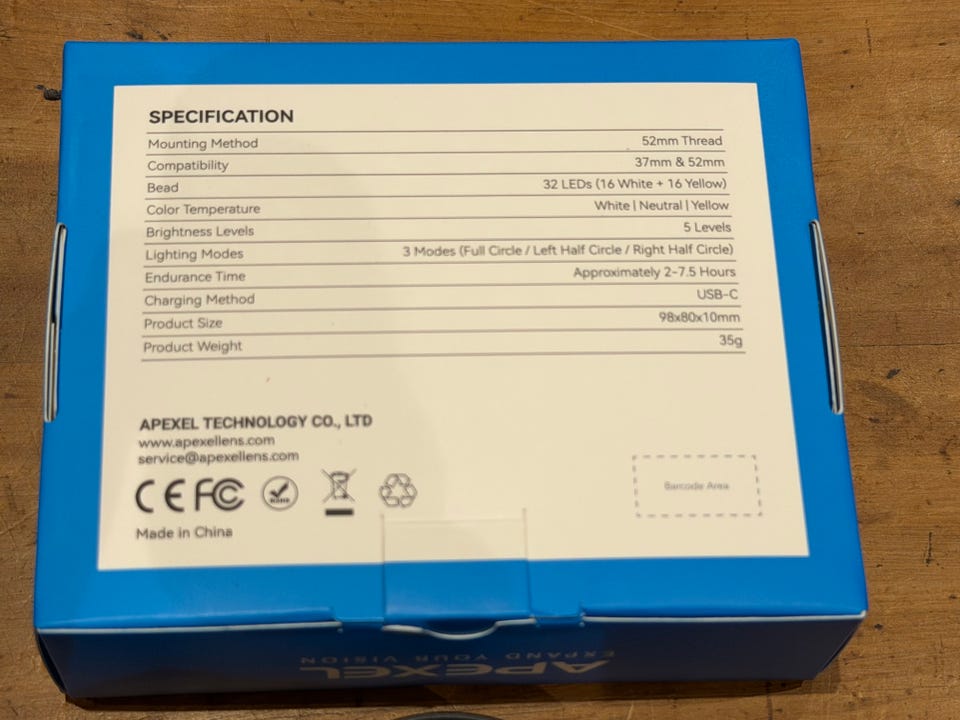 SPECIFICATION
Mounting Method 52mm Thread
Compatibility 37mm & 52mm
Bead 32 LEDs (16 White + 16 Yellow)
Color Temperature White | Neutral | Yellow
Brightness Levels 5 Levels
Lighting Modes 3 Modes (Full Circle / Left Half Circle / Right Half Circle)
Endurance Time Approximately 2-7.5 Hours
Charging Method USB-C
Product Size 98x80x10mm
Product Weight 35g
APEXEL TECHNOLOGY CO., LTD
www.apexellens.com
service@apexellens.com
Barcode Area
CE FC RoHS
Made in China
APEXEL
EXPAND YOUR VISION